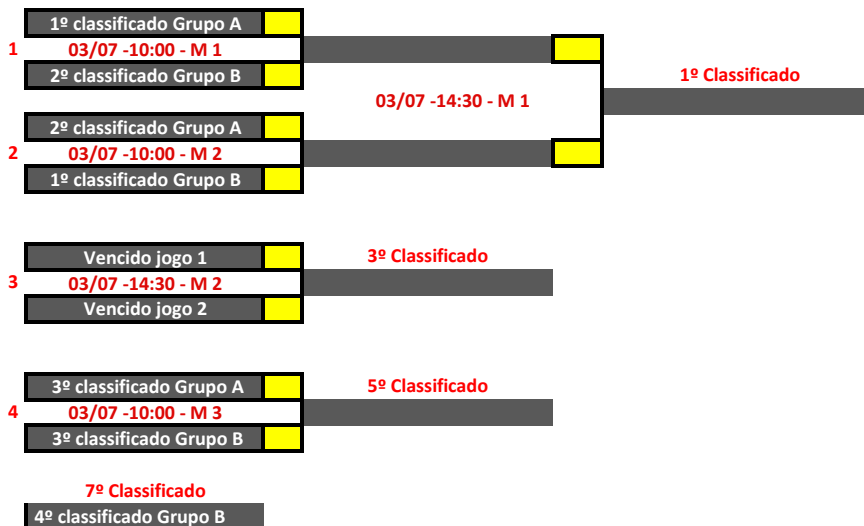 1º classificado Grupo A
1 03/07 -10:00 - M 1
2º classificado Grupo B
1º Classificado
03/07 -14:30 - M 1
2º classificado Grupo A
2 03/07 -10:00 - M 2
1º classificado Grupo B
Vencido jogo 1
3º Classificado
3 03/07 -14:30 - M 2
Vencido jogo 2
3º classificado Grupo A
5º Classificado
4 03/07 -10:00 - M 3
3º classificado Grupo B
7º Classificado
4º classificado Grupo B